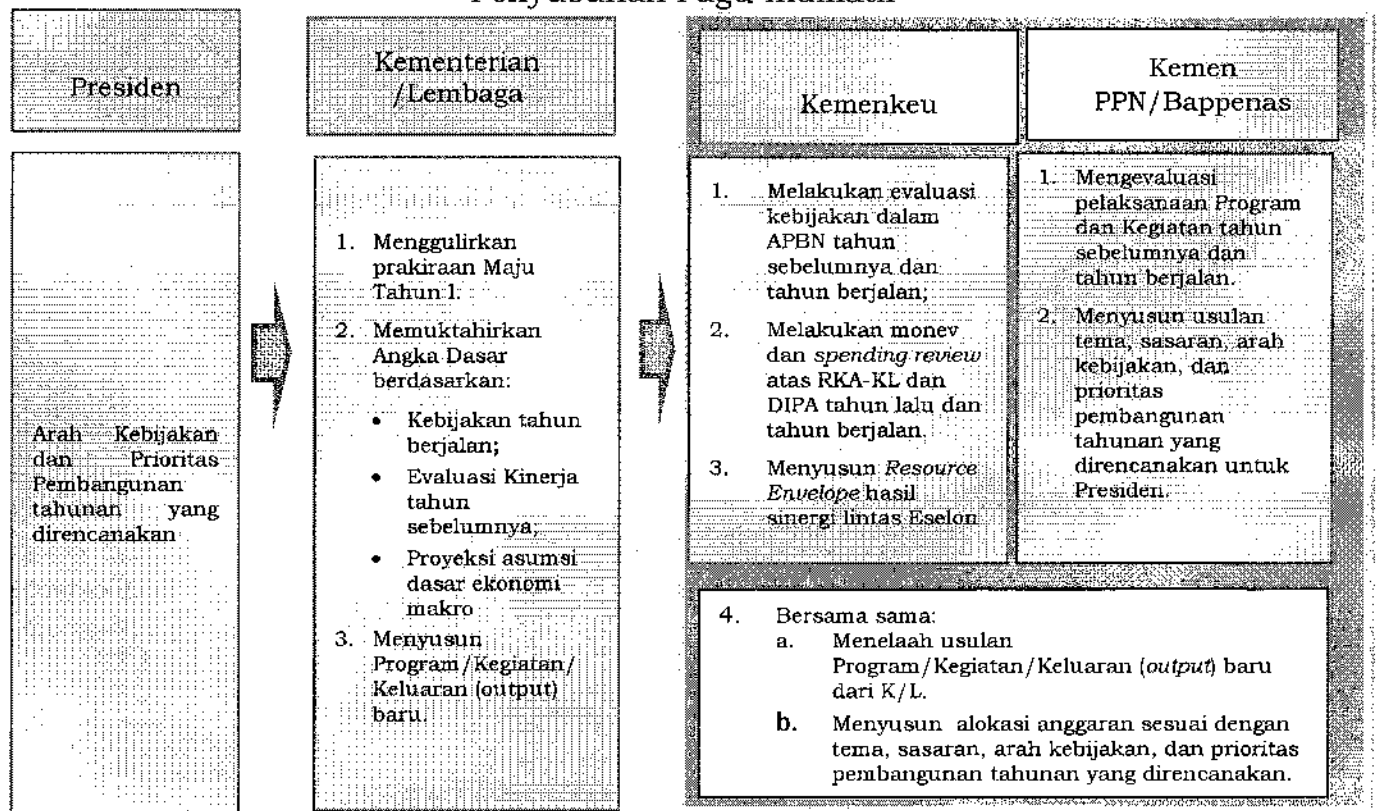 Penyusunan Pagu Indikatif
Presiden
Arah Kebijakan
dan Prioritas
Pembangunan
tahunan yang
direncanakan
Kementerian
/Lembaga
1. Menggulirkan
prakiraan Maju
Tahun 1.
2. Memuktahirkan
Angka Dasar
berdasarkan:
• Kebijakan tahun
berjalan;
• Evaluasi Kinerja
tahun
sebelumnya;
• Proyeksi asumsi
dasar ekonomi
makro
3. Menyusun
Program/Kegiatan/
Keluaran (output)
baru.
Kemenkeu
1. Melakukan evaluasi
kebijakan dalam
APBN tahun
sebelumnya dan
tahun berjalan;
2. Melakukan monev
dan spending review
atas RKA-KL dan
DIPA tahun lalu dan
tahun berjalan.
3. Menyusun Resource
Envelope hasil
sinergi lintas Eselon
Kemen
PPN/Bappenas
1. Mengevaluasi
pelaksanaan Program
dan Kegiatan tahun
sebelumnya dan
tahun berjalan.
2. Menyusun usulan
tema, sasaran, arah
kebijakan, dan
prioritas
pembangunan
tahunan yang
direncanakan untuk
Presiden.
4. Bersama sama:
a. Menelaah usulan
Program/Kegiatan/Keluaran (output) baru
dari K/L.
b. Menyusun alokasi anggaran sesuai dengan
tema, sasaran, arah kebijakan, dan prioritas
pembangunan tahunan yang direncanakan.